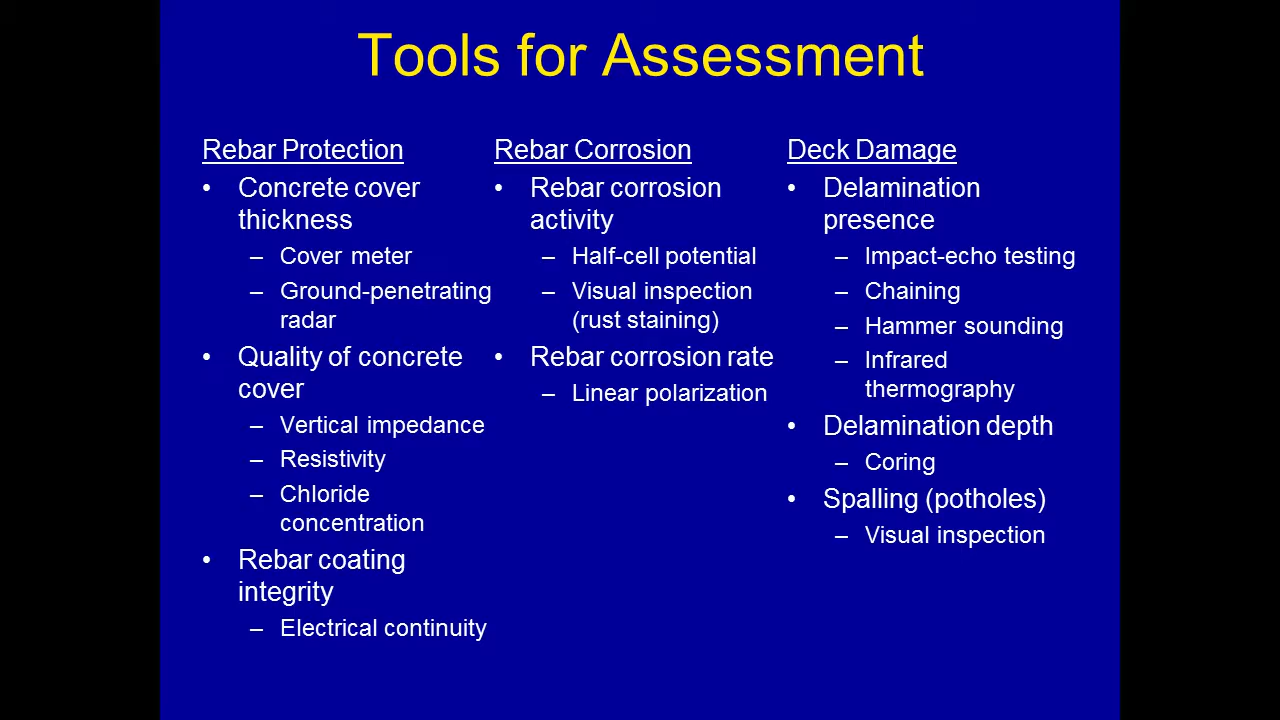 Tools for Assessment
Rebar Protection
• Concrete cover
thickness
– Cover meter
– Ground-penetrating
radar
• Quality of concrete
cover
– Vertical impedance
– Resistivity
– Chloride
concentration
• Rebar coating
integrity
– Electrical continuity
Rebar Corrosion
• Rebar corrosion
activity
– Half-cell potential
– Visual inspection
(rust staining)
• Rebar corrosion rate
– Linear polarization
Deck Damage
• Delamination
presence
– Impact-echo testing
– Chaining
– Hammer sounding
– Infrared
thermography
• Delamination depth
– Coring
• Spalling (potholes)
– Visual inspection